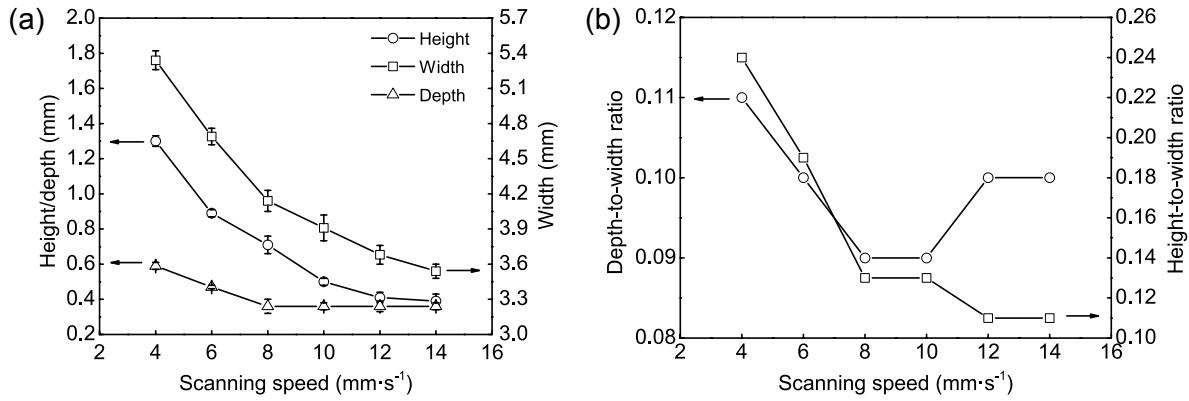 (a)
2.0
1.8
1.6
1.4
1.2
1.0
0.8
0.6
0.4
0.2
Height/depth (mm)
Height
Width
Depth
5.7
5.4
5.1
4.8
4.5
4.2
3.9
3.6
3.3
3.0
Width (mm)
2 4 6 8 10 12 14 16
Scanning speed (mm·s⁻¹)
(b)
0.12
0.11
0.10
0.09
0.08
Depth-to-width ratio
0.26
0.24
0.22
0.20
0.18
0.16
0.14
0.12
0.10
Height-to-width ratio
2 4 6 8 10 12 14 16
Scanning speed (mm·s⁻¹)